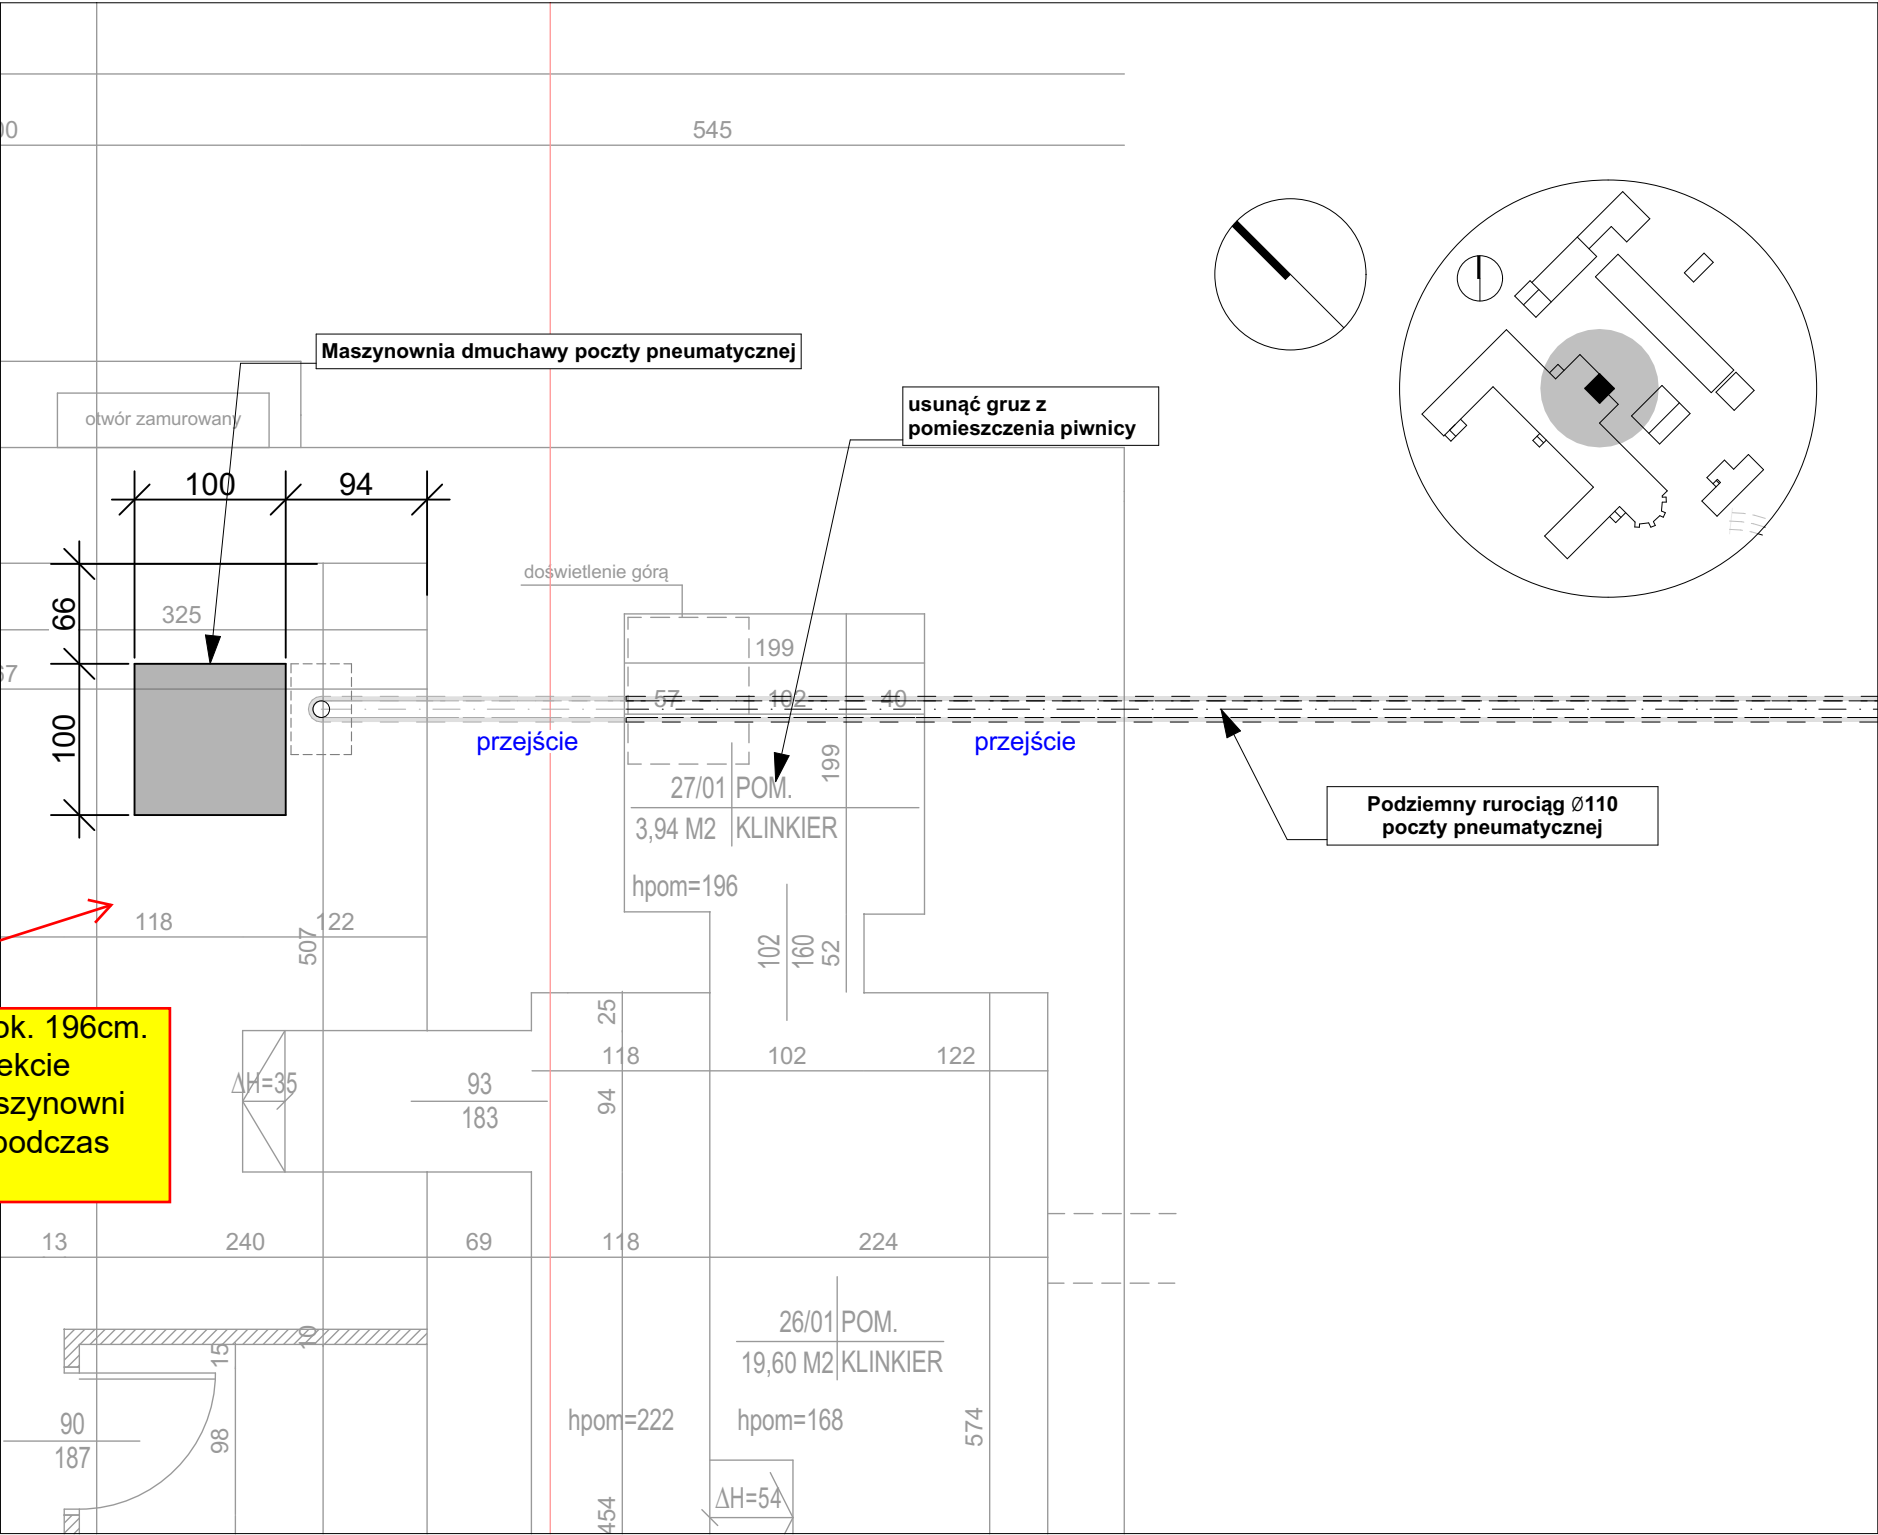 00
545
Maszynownia dmuchawy poczty pneumatycznej
usunąć gruz z
pomieszczenia piwnicy
otwór zamurowany
100
94
doświetlenie górą
66
325
199
67
57
102
40
100
przejście
przejście
199
27/01 POM.
3,94 M2 KLINKIER
Podziemny rurociąg Ø110
poczty pneumatycznej
hpom=196
118
122
507
102
160
52
25
ok. 196cm.
ekcie
szynowni
podczas
118
102
122
ΔH=35
93
183
94
13
240
69
118
224
26/01 POM.
19,60 M2 KLINKIER
10
15
90
187
98
hpom=222
hpom=168
574
ΔH=54
454